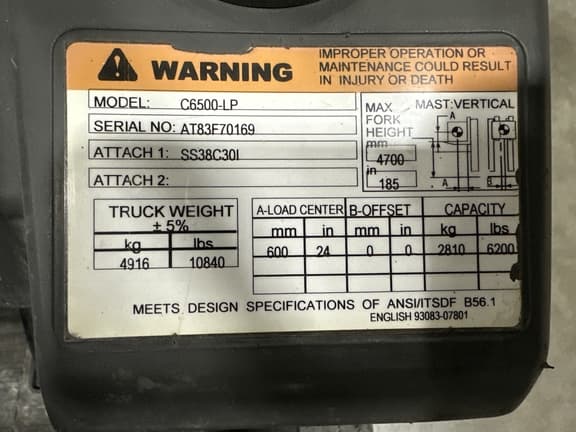 WARNING
IMPROPER OPERATION OR
MAINTENANCE COULD RESULT
IN INJURY OR DEATH
MODEL: C6500-LP
SERIAL NO: AT83F70169
ATTACH 1: SS38C30I
ATTACH 2:
MAX
FORK
HEIGHT
mm
4700
in
185
MAST:VERTICAL
A
A B
TRUCK WEIGHT
± 5%
kg lbs
4916 10840
A-LOAD CENTER B-OFFSET CAPACITY
mm in mm in kg lbs
600 24 0 0 2810 6200
MEETS DESIGN SPECIFICATIONS OF ANSI/ITSDF B56.1
ENGLISH 93083-07801